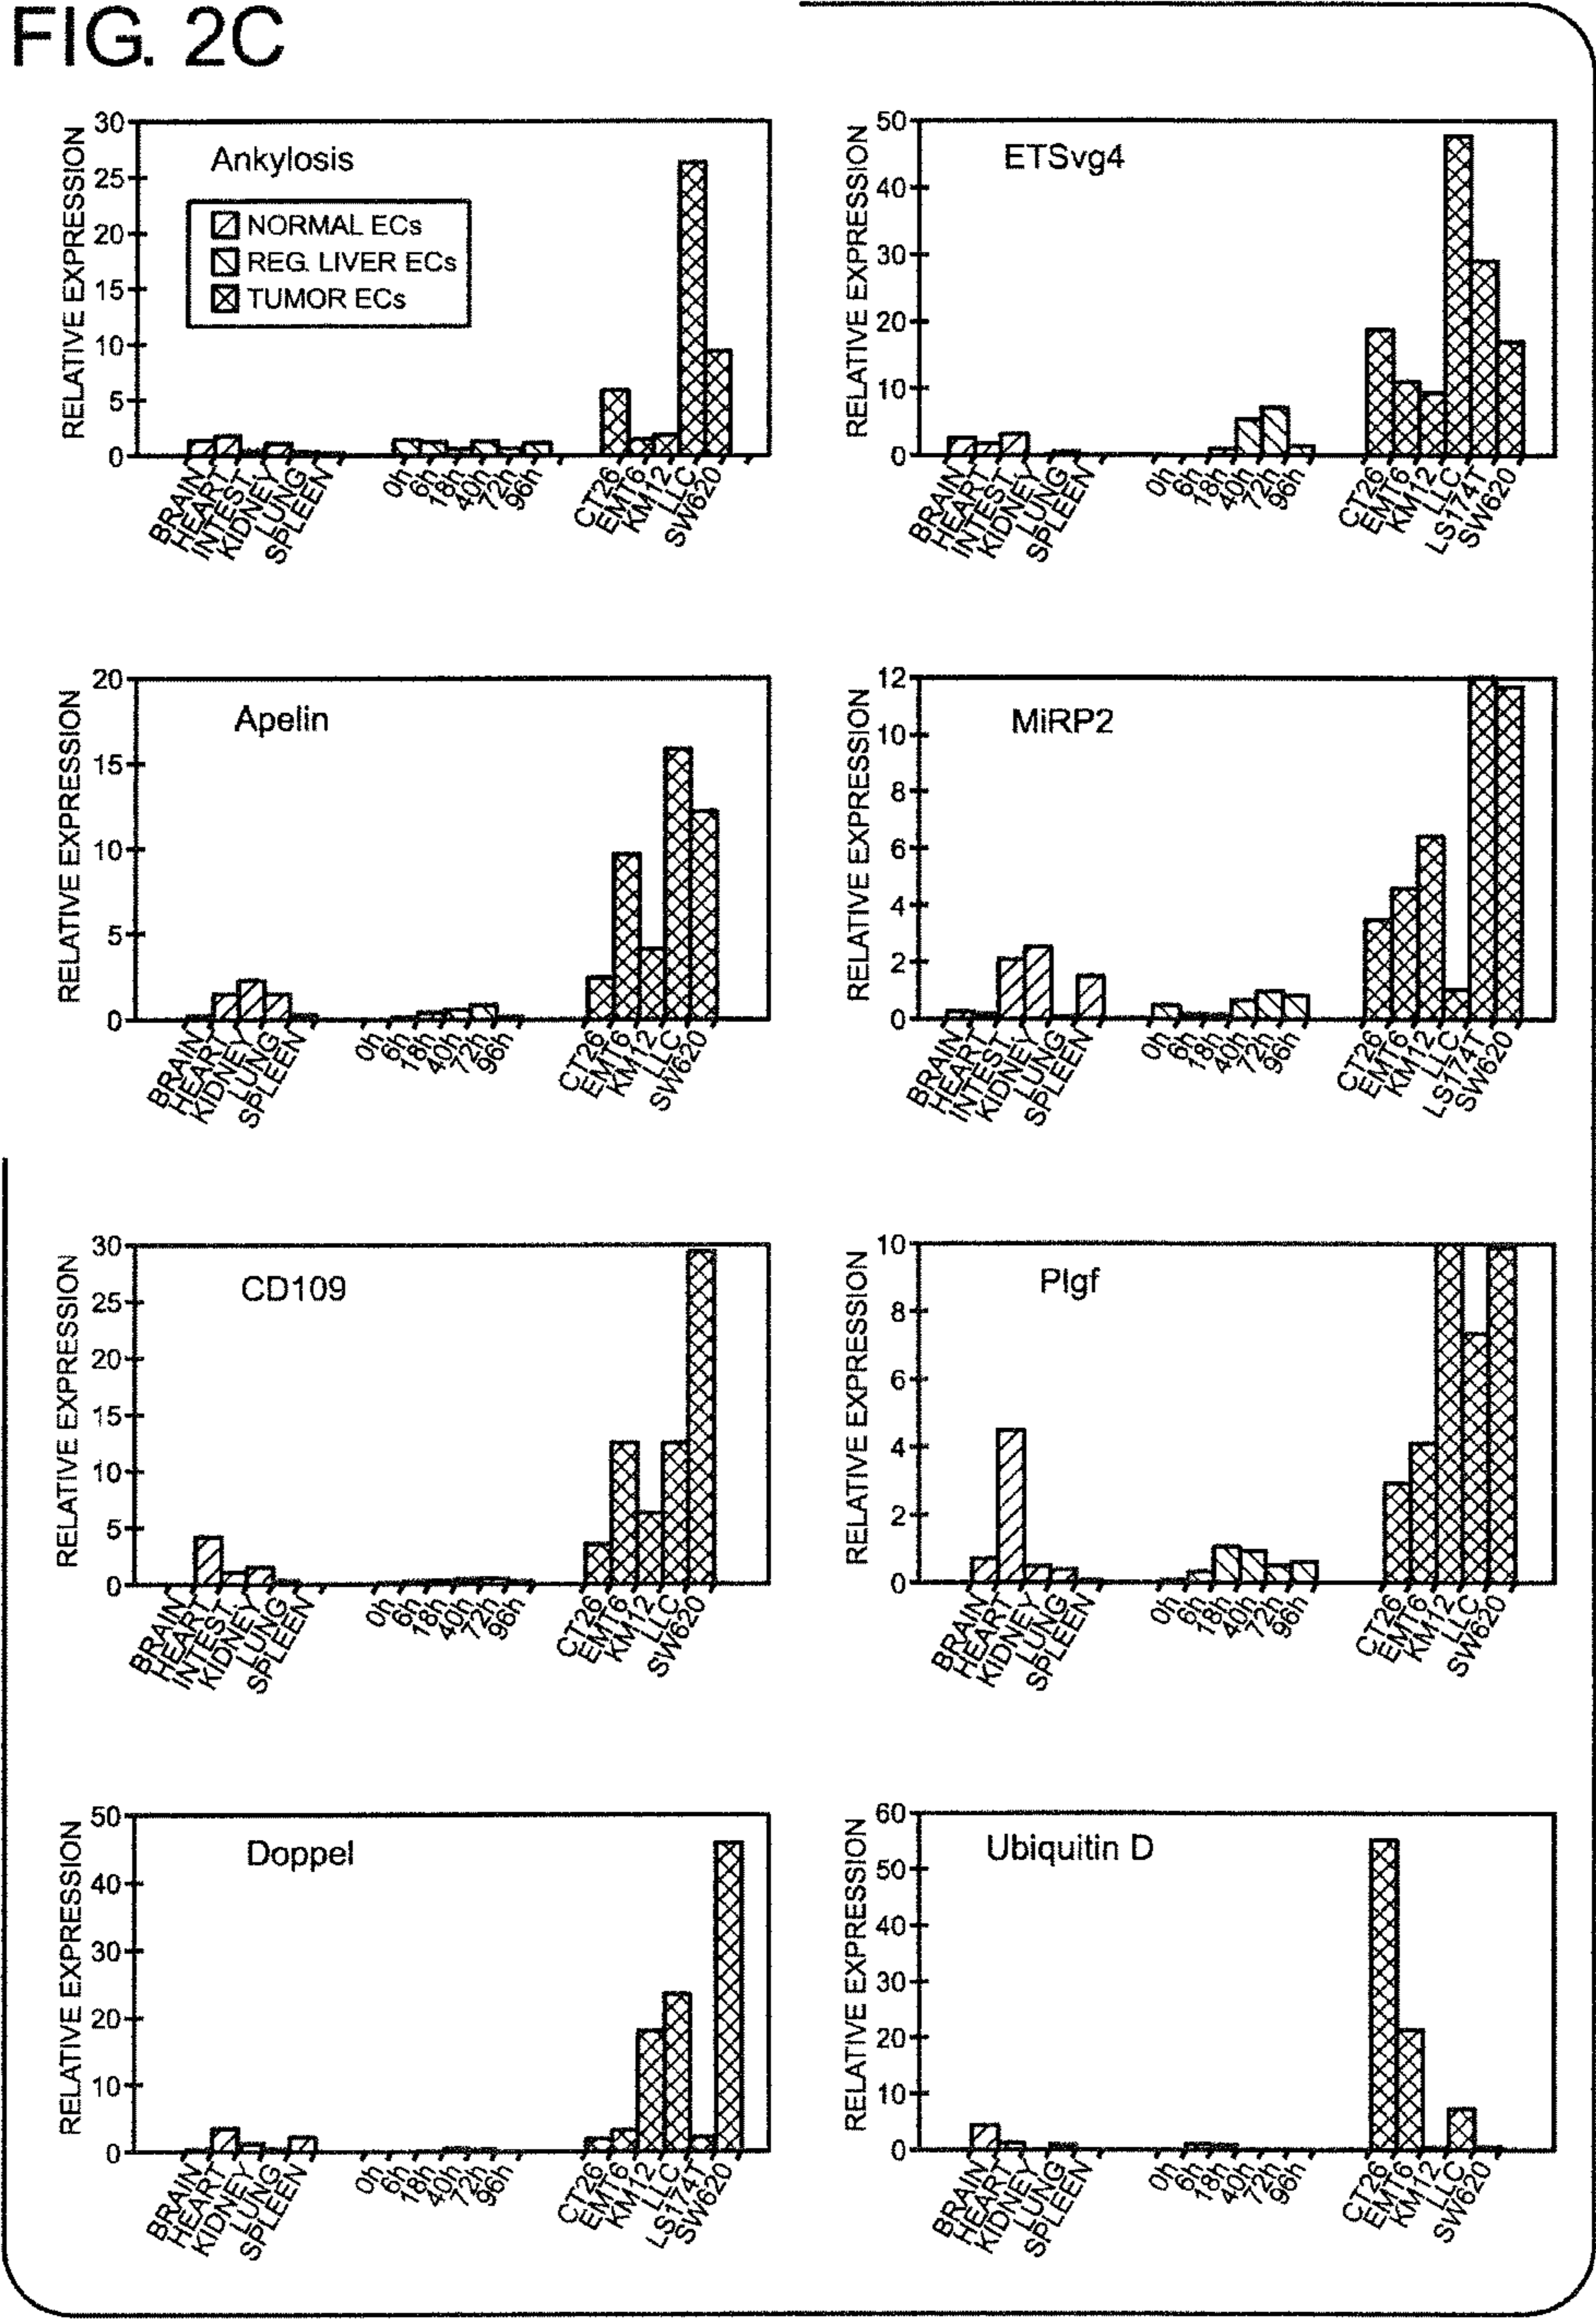 FIG. 2C
Ankylosis
RELATIVE EXPRESSION
30
25
20
15
10
5
0
NORMAL ECs
REG. LIVER ECs
TUMOR ECs
BRAIN
HEART
INTEST.
KIDNEY
LUNG
SPLEEN
0h
6h
18h
40h
72h
96h
CT26
EMT6
KM12
LLC
SW620
ETSvg4
RELATIVE EXPRESSION
50
40
30
20
10
0
BRAIN
HEART
INTEST
KIDNEY
LUNG
SPLEEN
0h
6h
18h
40h
72h
96h
CT26
EMT6
KM12
LLC
LS174T
SW620
Apelin
RELATIVE EXPRESSION
20
15
10
5
0
BRAIN
HEART
KIDNEY
LUNG
SPLEEN
0h
6h
18h
40h
72h
96h
CT26
EMT6
KM12
LLC
SW620
MiRP2
RELATIVE EXPRESSION
12
10
8
6
4
2
0
BRAIN
HEART
INTEST
KIDNEY
LUNG
SPLEEN
0h
6h
18h
40h
72h
96h
CT26
EMT6
KM12
LLC
LS174T
SW620
CD109
RELATIVE EXPRESSION
30
25
20
15
10
5
0
BRAIN
HEART
INTEST.
KIDNEY
LUNG
SPLEEN
0h
6h
18h
40h
72h
96h
CT26
EMT6
KM12
LLC
SW620
Plgf
RELATIVE EXPRESSION
10
8
6
4
2
0
BRAIN
HEART
KIDNEY
LUNG
SPLEEN
0h
6h
18h
40h
72h
96h
CT26
EMT6
KM12
LLC
SW620
Doppel
RELATIVE EXPRESSION
50
40
30
20
10
0
BRAIN
HEART
KIDNEY
LUNG
SPLEEN
0h
6h
18h
40h
72h
96h
CT26
EMT6
KM12
LLC
LS174T
SW620
Ubiquitin D
RELATIVE EXPRESSION
60
50
40
30
20
10
0
BRAIN
HEART
KIDNEY
LUNG
SPLEEN
0h
6h
18h
40h
72h
96h
CT26
EMT6
KM12
LLC
SW620